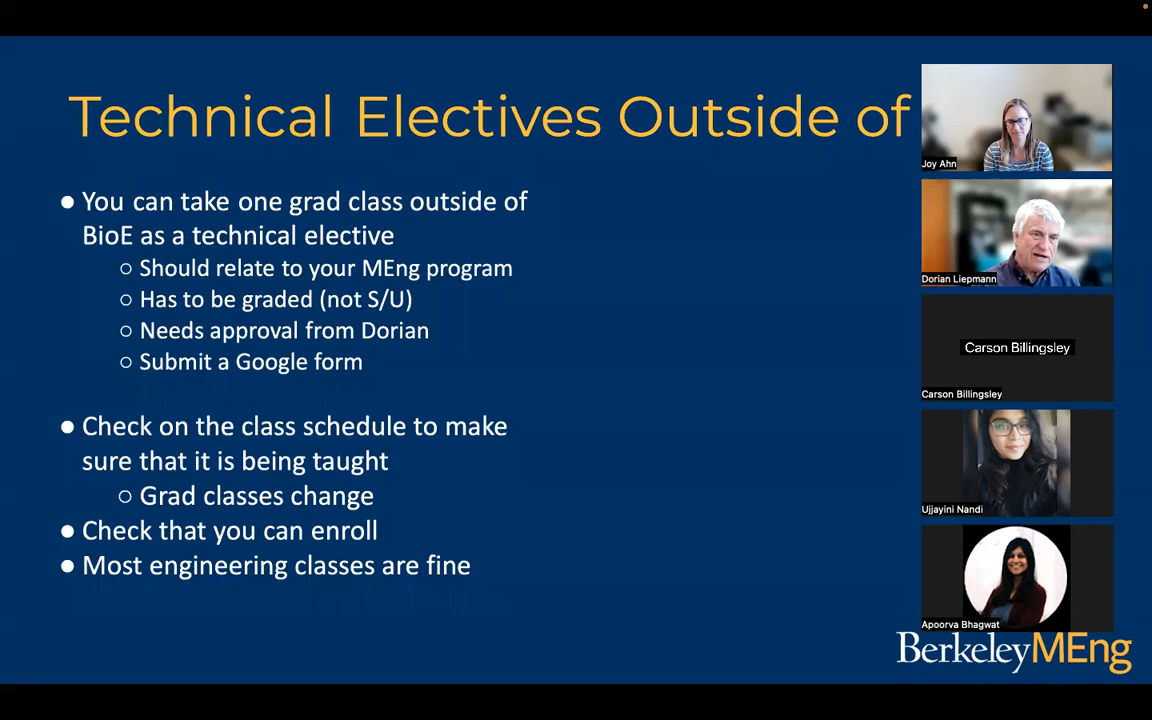 Technical Electives Outside of
● You can take one grad class outside of
BioE as a technical elective
○ Should relate to your MEng program
○ Has to be graded (not S/U)
○ Needs approval from Dorian
○ Submit a Google form
● Check on the class schedule to make
sure that it is being taught
○ Grad classes change
● Check that you can enroll
● Most engineering classes are fine
Joy Ahn
Dorian Liepmann
Carson Billingsley
Carson Billingsley
Ujjayini Nandi
Apoorva Bhagwat
BerkeleyMEng